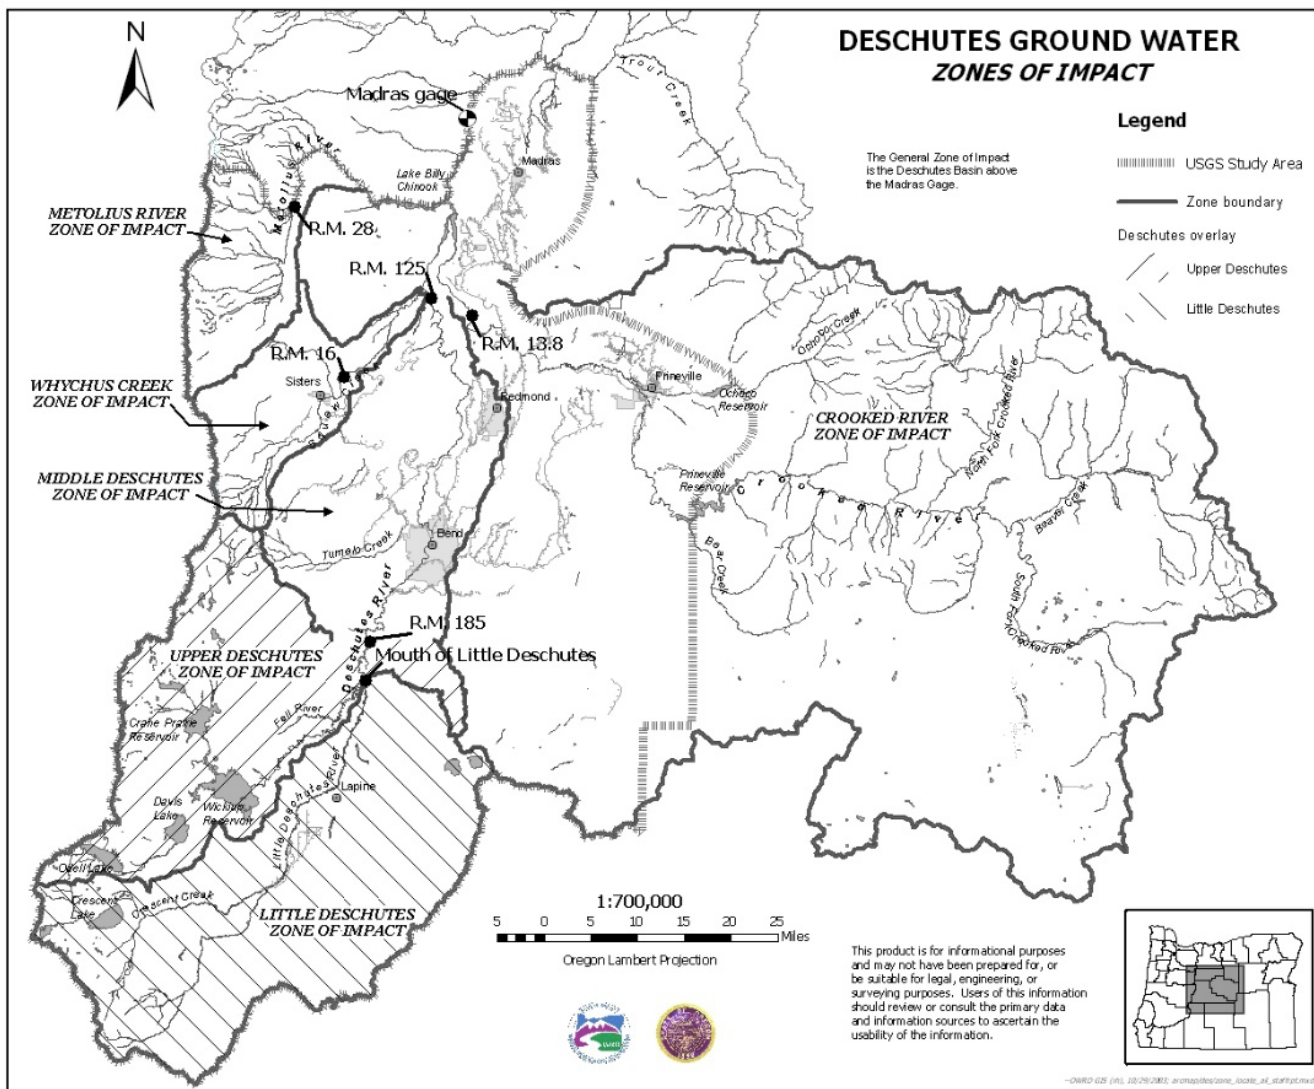 DESCHUTES GROUND WATER
ZONES OF IMPACT
N
Madras gage
Trout Creek
Legend
USGS Study Area
Zone boundary
Deschutes overlay
Upper Deschutes
Little Deschutes
The General Zone of Impact
is the Deschutes Basin above
the Madras Gage.
Madras
Lake Billy
Chinook
Metolius River
METOLIUS RIVER
ZONE OF IMPACT
R.M. 28
R.M. 125
R.M. 13.8
R.M. 16
Sisters
Redmond
Prineville
Ochoco Creek
Ochoco
Reservoir
WHYCHUS CREEK
ZONE OF IMPACT
CROOKED RIVER
ZONE OF IMPACT
North Fork Crooked River
MIDDLE DESCHUTES
ZONE OF IMPACT
Prineville
Reservoir
Crooked River
Beaver Creek
Bear Creek
South Fork Crooked River
Tumalo Creek
Bend
Deschutes River
R.M. 185
Mouth of Little Deschutes
UPPER DESCHUTES
ZONE OF IMPACT
Fall River
Crane Prairie
Reservoir
Davis
Lake
Wickiup
Reservoir
Lapine
Little Deschutes River
Odell Lake
Crescent
Lake
Crescent Creek
LITTLE DESCHUTES
ZONE OF IMPACT
1:700,000
5 0 5 10 15 20 25
Miles
Oregon Lambert Projection
This product is for informational purposes
and may not have been prepared for, or
be suitable for legal, engineering, or
surveying purposes. Users of this information
should review or consult the primary data
and information sources to ascertain the
usability of the information.